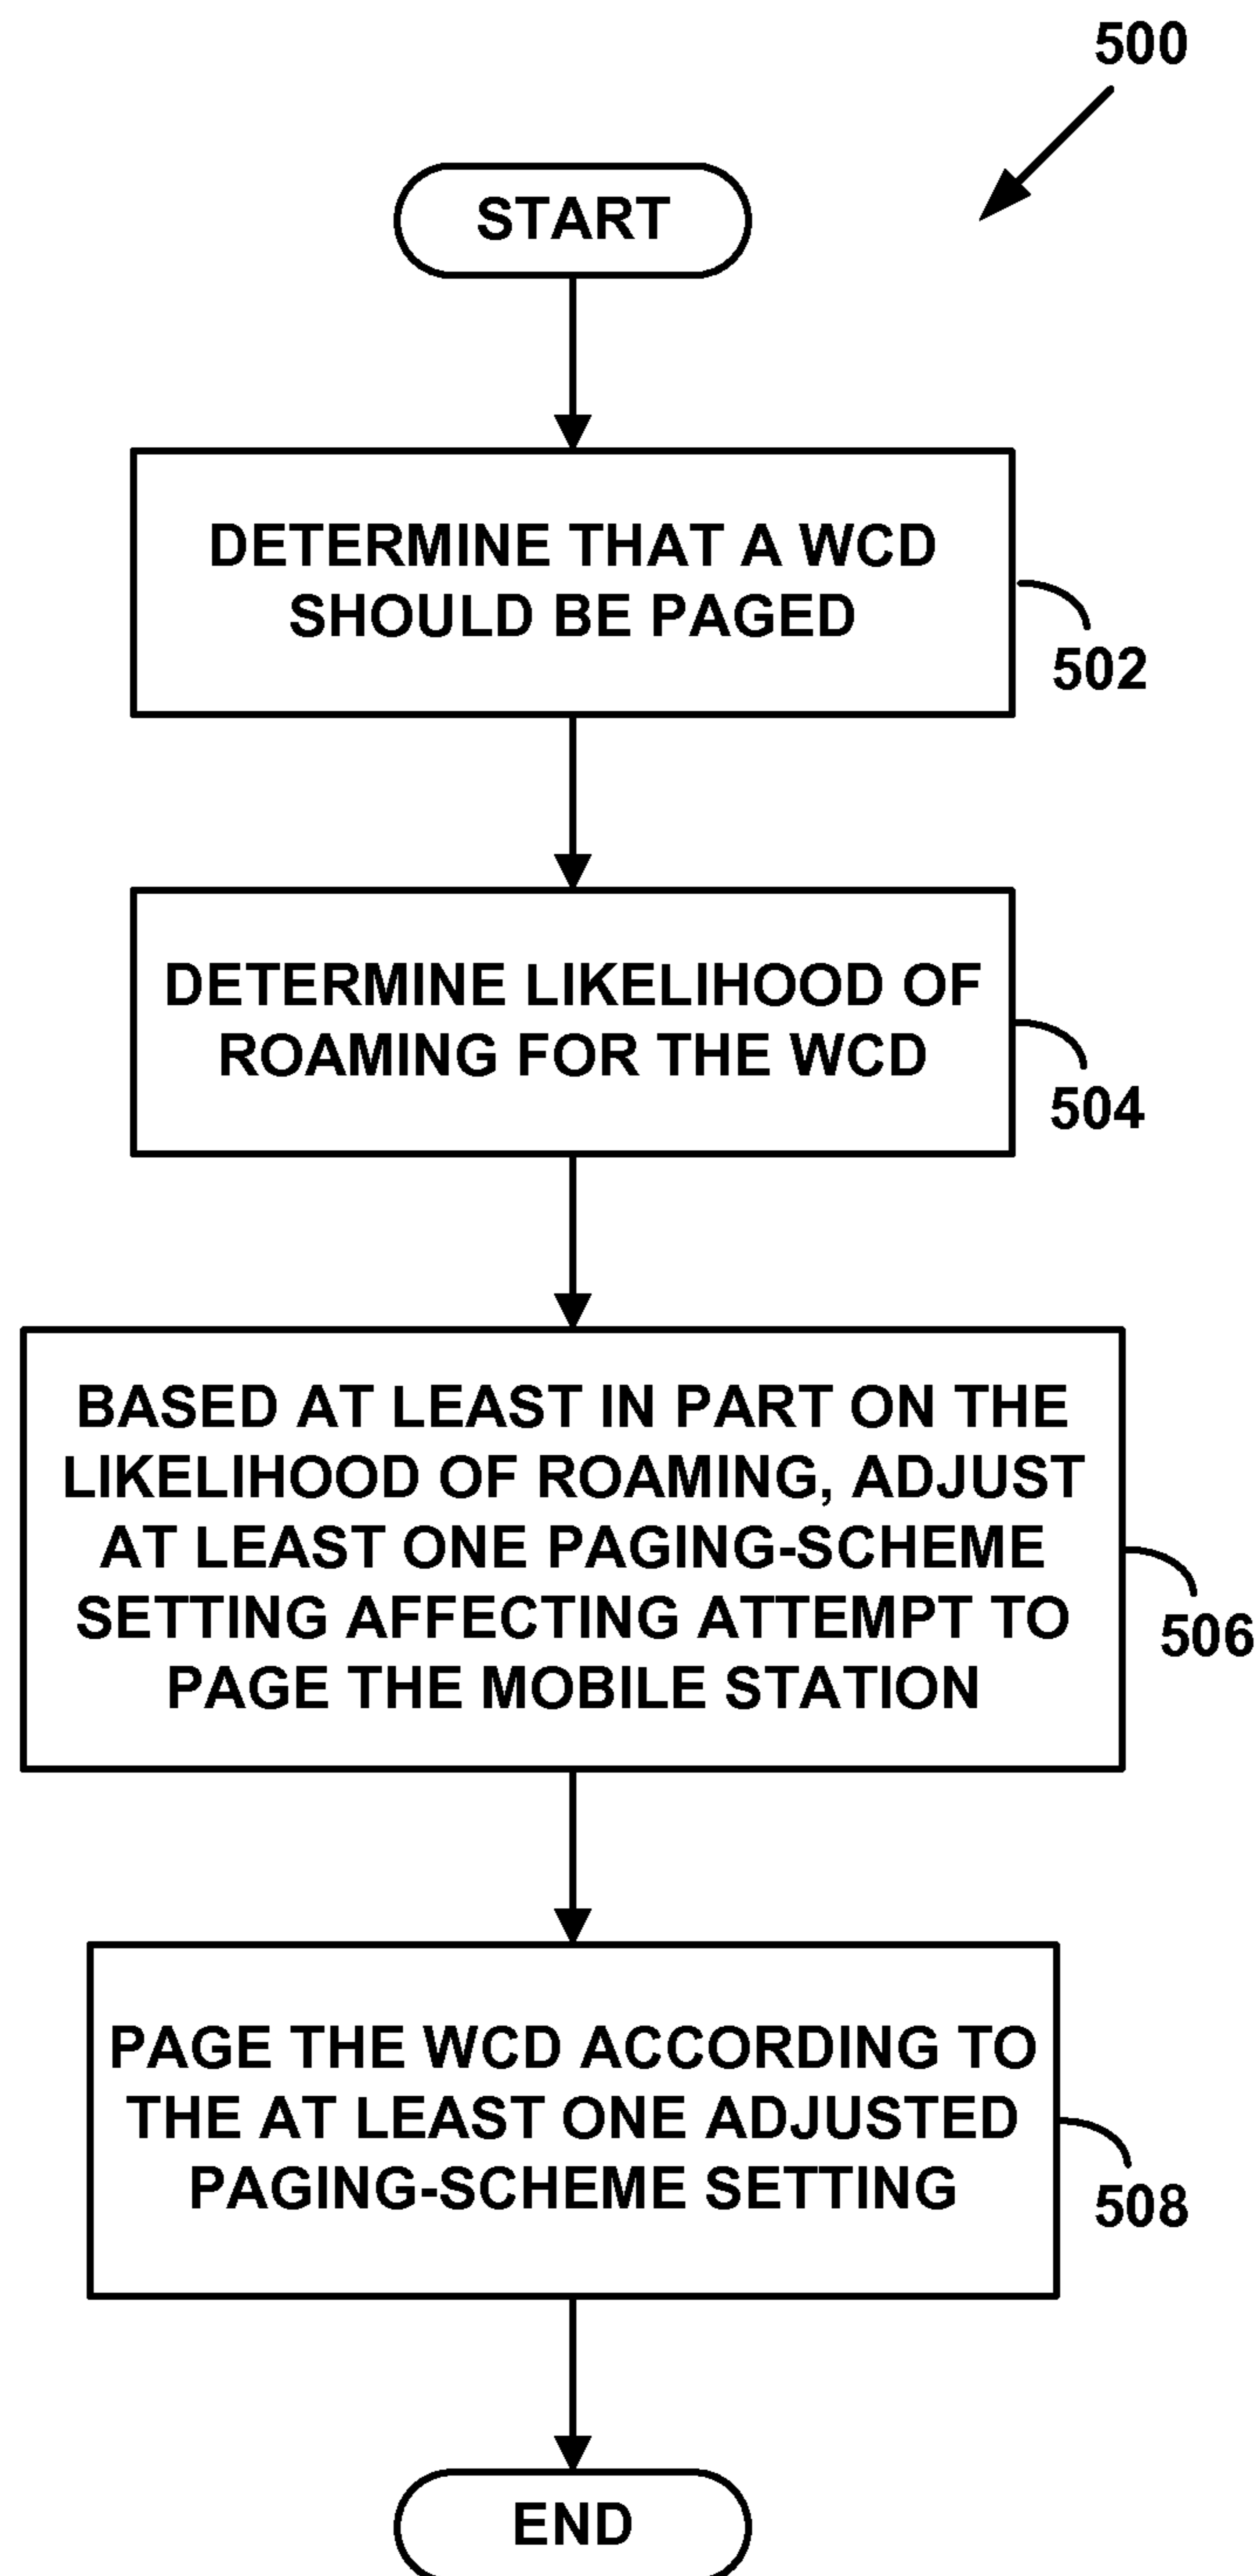 500
START
DETERMINE THAT A WCD
SHOULD BE PAGED
502
DETERMINE LIKELIHOOD OF
ROAMING FOR THE WCD
504
BASED AT LEAST IN PART ON THE
LIKELIHOOD OF ROAMING, ADJUST
AT LEAST ONE PAGING-SCHEME
SETTING AFFECTING ATTEMPT TO
PAGE THE MOBILE STATION
506
PAGE THE WCD ACCORDING TO
THE AT LEAST ONE ADJUSTED
PAGING-SCHEME SETTING
508
END